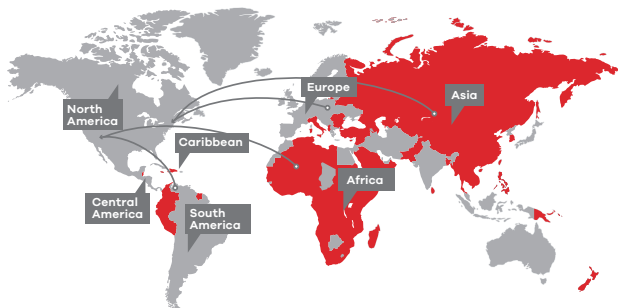 North
America
Caribbean
Central
America
South
America
Europe
Africa
Asia